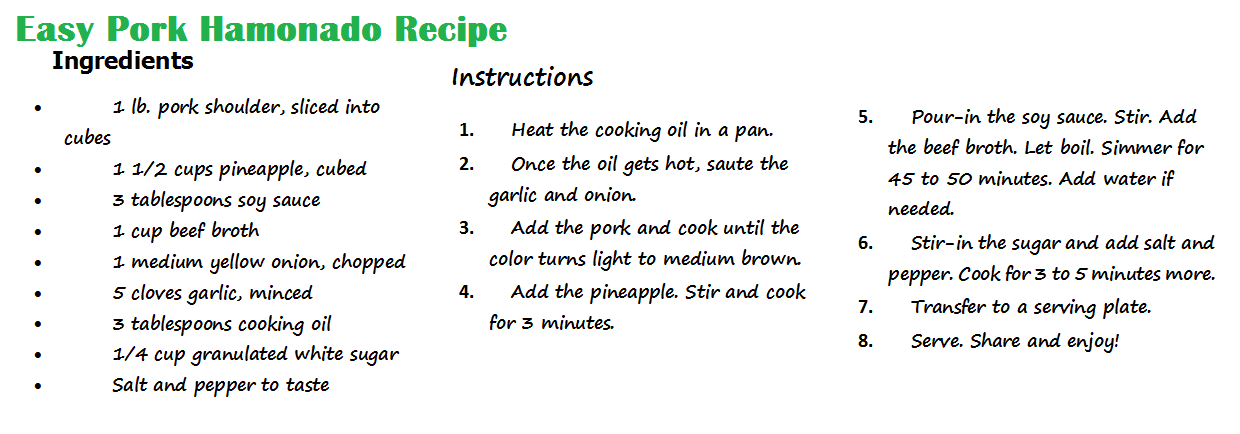 Easy Pork Hamonado Recipe
Ingredients
• 1 lb. pork shoulder, sliced into
cubes
• 1 1/2 cups pineapple, cubed
• 3 tablespoons soy sauce
• 1 cup beef broth
• 1 medium yellow onion, chopped
• 5 cloves garlic, minced
• 3 tablespoons cooking oil
• 1/4 cup granulated white sugar
• Salt and pepper to taste
Instructions
1. Heat the cooking oil in a pan.
2. Once the oil gets hot, saute the
garlic and onion.
3. Add the pork and cook until the
color turns light to medium brown.
4. Add the pineapple. Stir and cook
for 3 minutes.
5. Pour-in the soy sauce. Stir. Add
the beef broth. Let boil. Simmer for
45 to 50 minutes. Add water if
needed.
6. Stir-in the sugar and add salt and
pepper. Cook for 3 to 5 minutes more.
7. Transfer to a serving plate.
8. Serve. Share and enjoy!